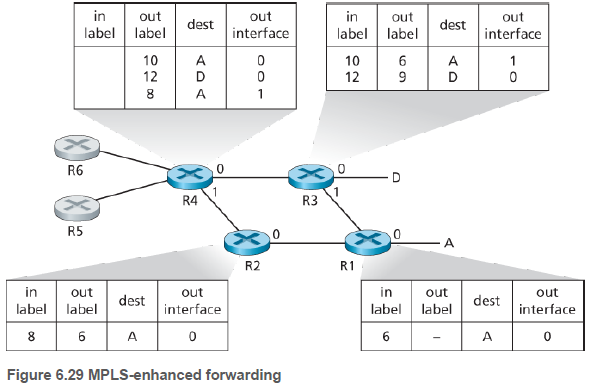 in label out label dest out interface
10 A 0
12 D 0
8 A 1
in label out label dest out interface
10 6 A 1
12 9 D 0
R6
R5
R4
0
1
R3
0
1
D
R2
0
R1
0
A
in label out label dest out interface
8 6 A 0
in label out label dest out interface
6 – A 0
Figure 6.29 MPLS-enhanced forwarding